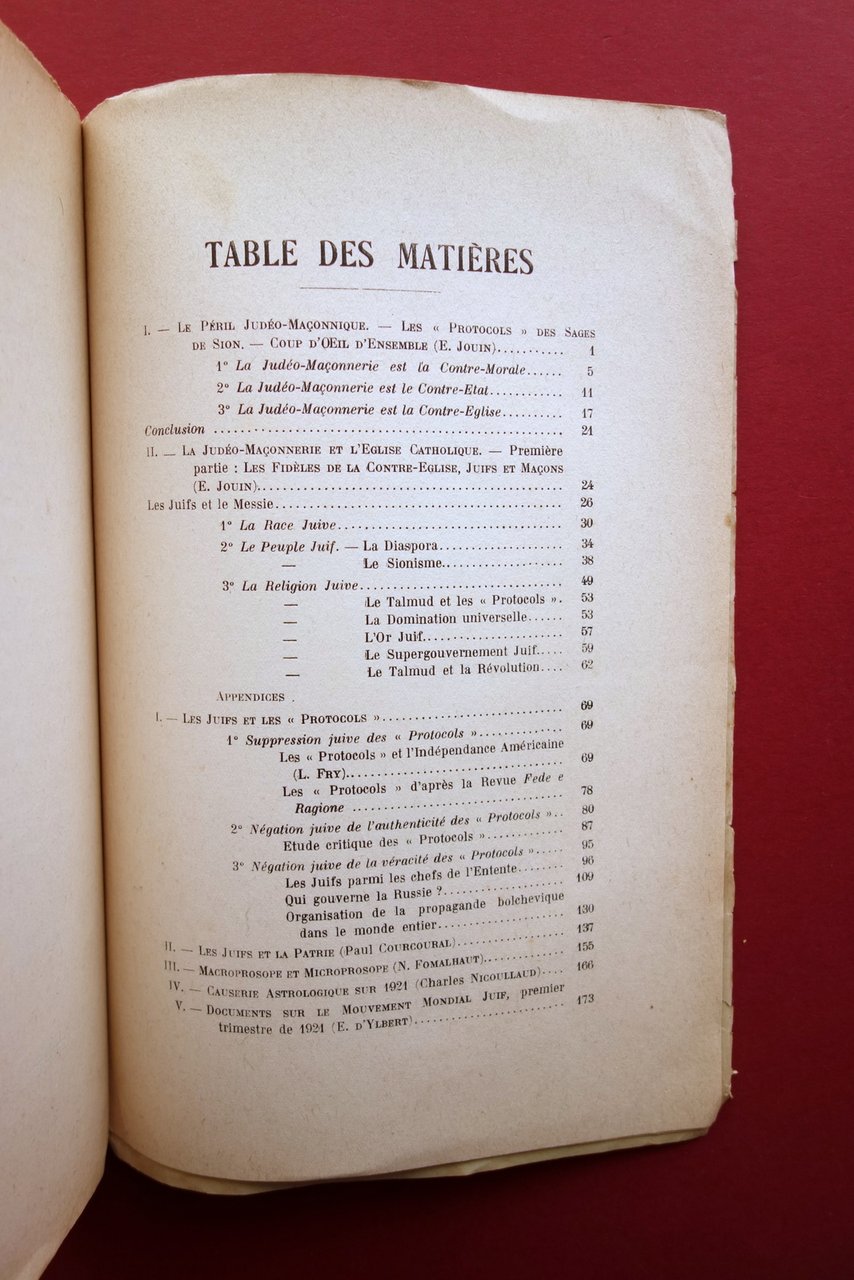 TABLE DES MATIÈRES
I. — LE PÉRIL JUDÉO-MAÇONNIQUE. — LES « PROTOCOLS » DES SAGES
DE SION. — COUP D'ŒIL D'ENSEMBLE (E. JOUIN)........... 1
1° La Judéo-Maçonnerie est la Contre-Morale...... 5
2° La Judéo-Maçonnerie est le Contre-Etat............ 11
3° La Judéo-Maçonnerie est la Contre-Eglise.......... 17
Conclusion .................................................... 21
II. — LA JUDÉO-MAÇONNERIE ET L'EGLISE CATHOLIQUE. — Première
partie : LES FIDÈLES DE LA CONTRE-EGLISE, JUIFS ET MAÇONS
(E. JOUIN)............................................. 24
Les Juifs et le Messie........................................... 26
1° La Race Juive.................................... 30
2° Le Peuple Juif. — La Diaspora................... 34
— Le Sionisme.................... 38
3° La Religion Juive................................ 49
— Le Talmud et les « Protocols ». 53
— La Domination universelle...... 53
— L'Or Juif....................... 57
— Le Supergouvernement Juif..... 59
— Le Talmud et la Révolution.... 62
APPENDICES .
I. — LES JUIFS ET LES « PROTOCOLS »........................... 69
1° Suppression juive des « Protocols »............. 69
Les « Protocols » et l'Indépendance Américaine
(L. FRY)................................. 69
Les « Protocols » d'après la Revue Fede e
Ragione ................................ 78
2° Négation juive de l'authenticité des « Protocols ».. 80
Etude critique des « Protocols »............ 87
3° Négation juive de la véracité des « Protocols »..... 95
Les Juifs parmi les chefs de l'Entente....... 96
Qui gouverne la Russie ?.................. 109
Organisation de la propagande bolchevique
dans le monde entier................... 130
II. — LES JUIFS ET LA PATRIE (Paul COURCOURAL)................ 137
III. — MACROPROSOPE ET MICROPROSOPE (N. FOMALHAUT)............ 155
IV. — CAUSERIE ASTROLOGIQUE SUR 1921 (Charles NICOULLAUD).... 166
V. — DOCUMENTS SUR LE MOUVEMENT MONDIAL JUIF, premier
trimestre de 1921 (E. D'YLBERT)....................... 173